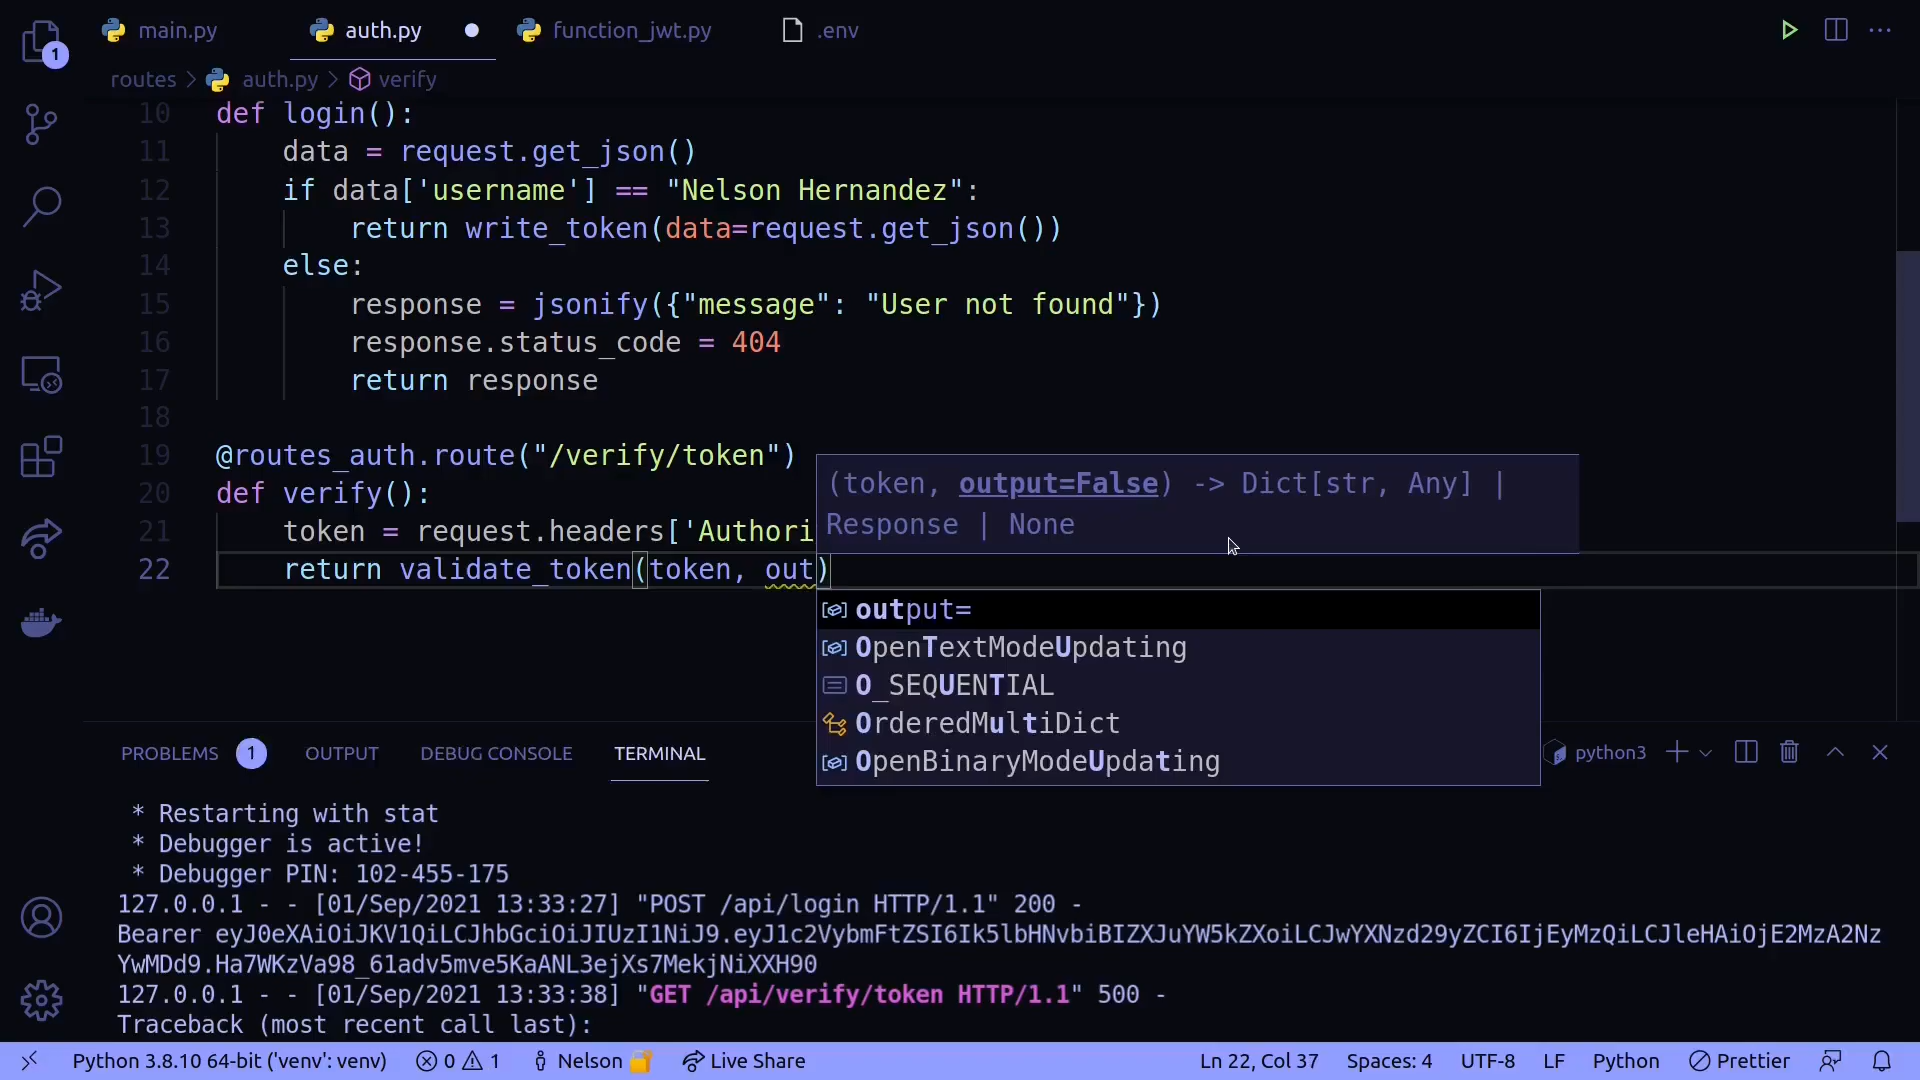 main.py
auth.py
function_jwt.py
.env
1
routes > auth.py > verify
10 def login():
11 data = request.get_json()
12 if data['username'] == "Nelson Hernandez":
13 return write_token(data=request.get_json())
14 else:
15 response = jsonify({"message": "User not found"})
16 response.status_code = 404
17 return response
18
19 @routes_auth.route("/verify/token")
20 def verify():
21 token = request.headers['Authori
22 return validate_token(token, out)
(token, output=False) -> Dict[str, Any] |
Response | None
output=
OpenTextModeUpdating
O_SEQUENTIAL
OrderedMultiDict
OpenBinaryModeUpdating
PROBLEMS 1 OUTPUT DEBUG CONSOLE TERMINAL
python3
* Restarting with stat
* Debugger is active!
* Debugger PIN: 102-455-175
127.0.0.1 - - [01/Sep/2021 13:33:27] "POST /api/login HTTP/1.1" 200 -
Bearer eyJ0eXAiOiJKV1QiLCJhbGciOiJIUzI1NiJ9.eyJ1c2VybmFtZSI6Ik5lbHNvbiBIZXJuYW5kZXoiLCJwYXNzd29yZCI6IjEyMzQiLCJleHAiOjE2MzA2Nz
YwMDd9.Ha7WKzVa98_61adv5mve5KaANL3ejXs7MekjNiXXH90
127.0.0.1 - - [01/Sep/2021 13:33:38] "GET /api/verify/token HTTP/1.1" 500 -
Traceback (most recent call last):
Python 3.8.10 64-bit ('venv': venv) 0 1 Nelson Live Share Ln 22, Col 37 Spaces: 4 UTF-8 LF Python Prettier